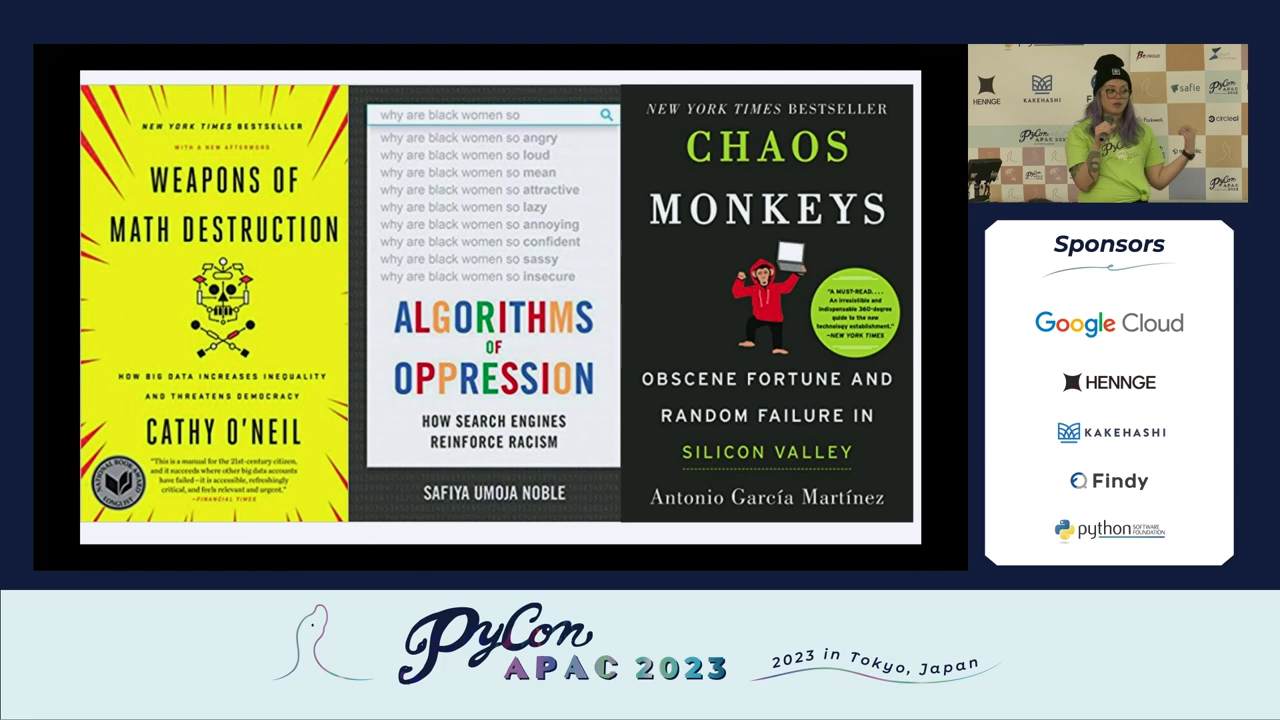 NEW YORK TIMES BESTSELLER
WITH A NEW AFTERWORD
WEAPONS OF
MATH DESTRUCTION
HOW BIG DATA INCREASES INEQUALITY
AND THREATENS DEMOCRACY
CATHY O'NEIL
"This is a manual for the 21st-century citizen,
and it succeeds where other big data accounts
have failed—it is accessible, refreshingly
critical, and feels relevant and urgent."
—FINANCIAL TIMES
NATIONAL BOOK AWARD
LONGLIST
why are black women so
why are black women so angry
why are black women so loud
why are black women so mean
why are black women so attractive
why are black women so lazy
why are black women so annoying
why are black women so confident
why are black women so sassy
why are black women so insecure
ALGORITHMS
OF
OPPRESSION
HOW SEARCH ENGINES
REINFORCE RACISM
SAFIYA UMOJA NOBLE
NEW YORK TIMES BESTSELLER
CHAOS
MONKEYS
"A MUST-READ. . . .
An irresistible and
indispensable 360-degree
guide to the new
technology establishment."
—NEW YORK TIMES
OBSCENE FORTUNE AND
RANDOM FAILURE IN
SILICON VALLEY
Antonio García Martínez
HENNGE
KAKEHASHI
safie
circleci
PyCon
APAC 2023
Sponsors
Google Cloud
HENNGE
KAKEHASHI
Findy
python SOFTWARE FOUNDATION
PyCon
APAC 2023
2023 in Tokyo, Japan